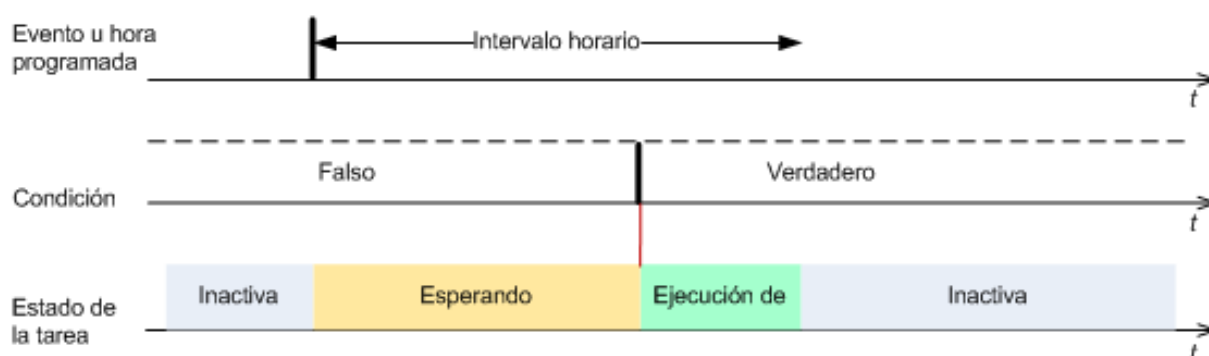 Evento u hora
programada
Intervalo horario
t
Falso
Verdadero
Condición
t
Inactiva
Esperando
Ejecución de
Inactiva
Estado de
la tarea
t